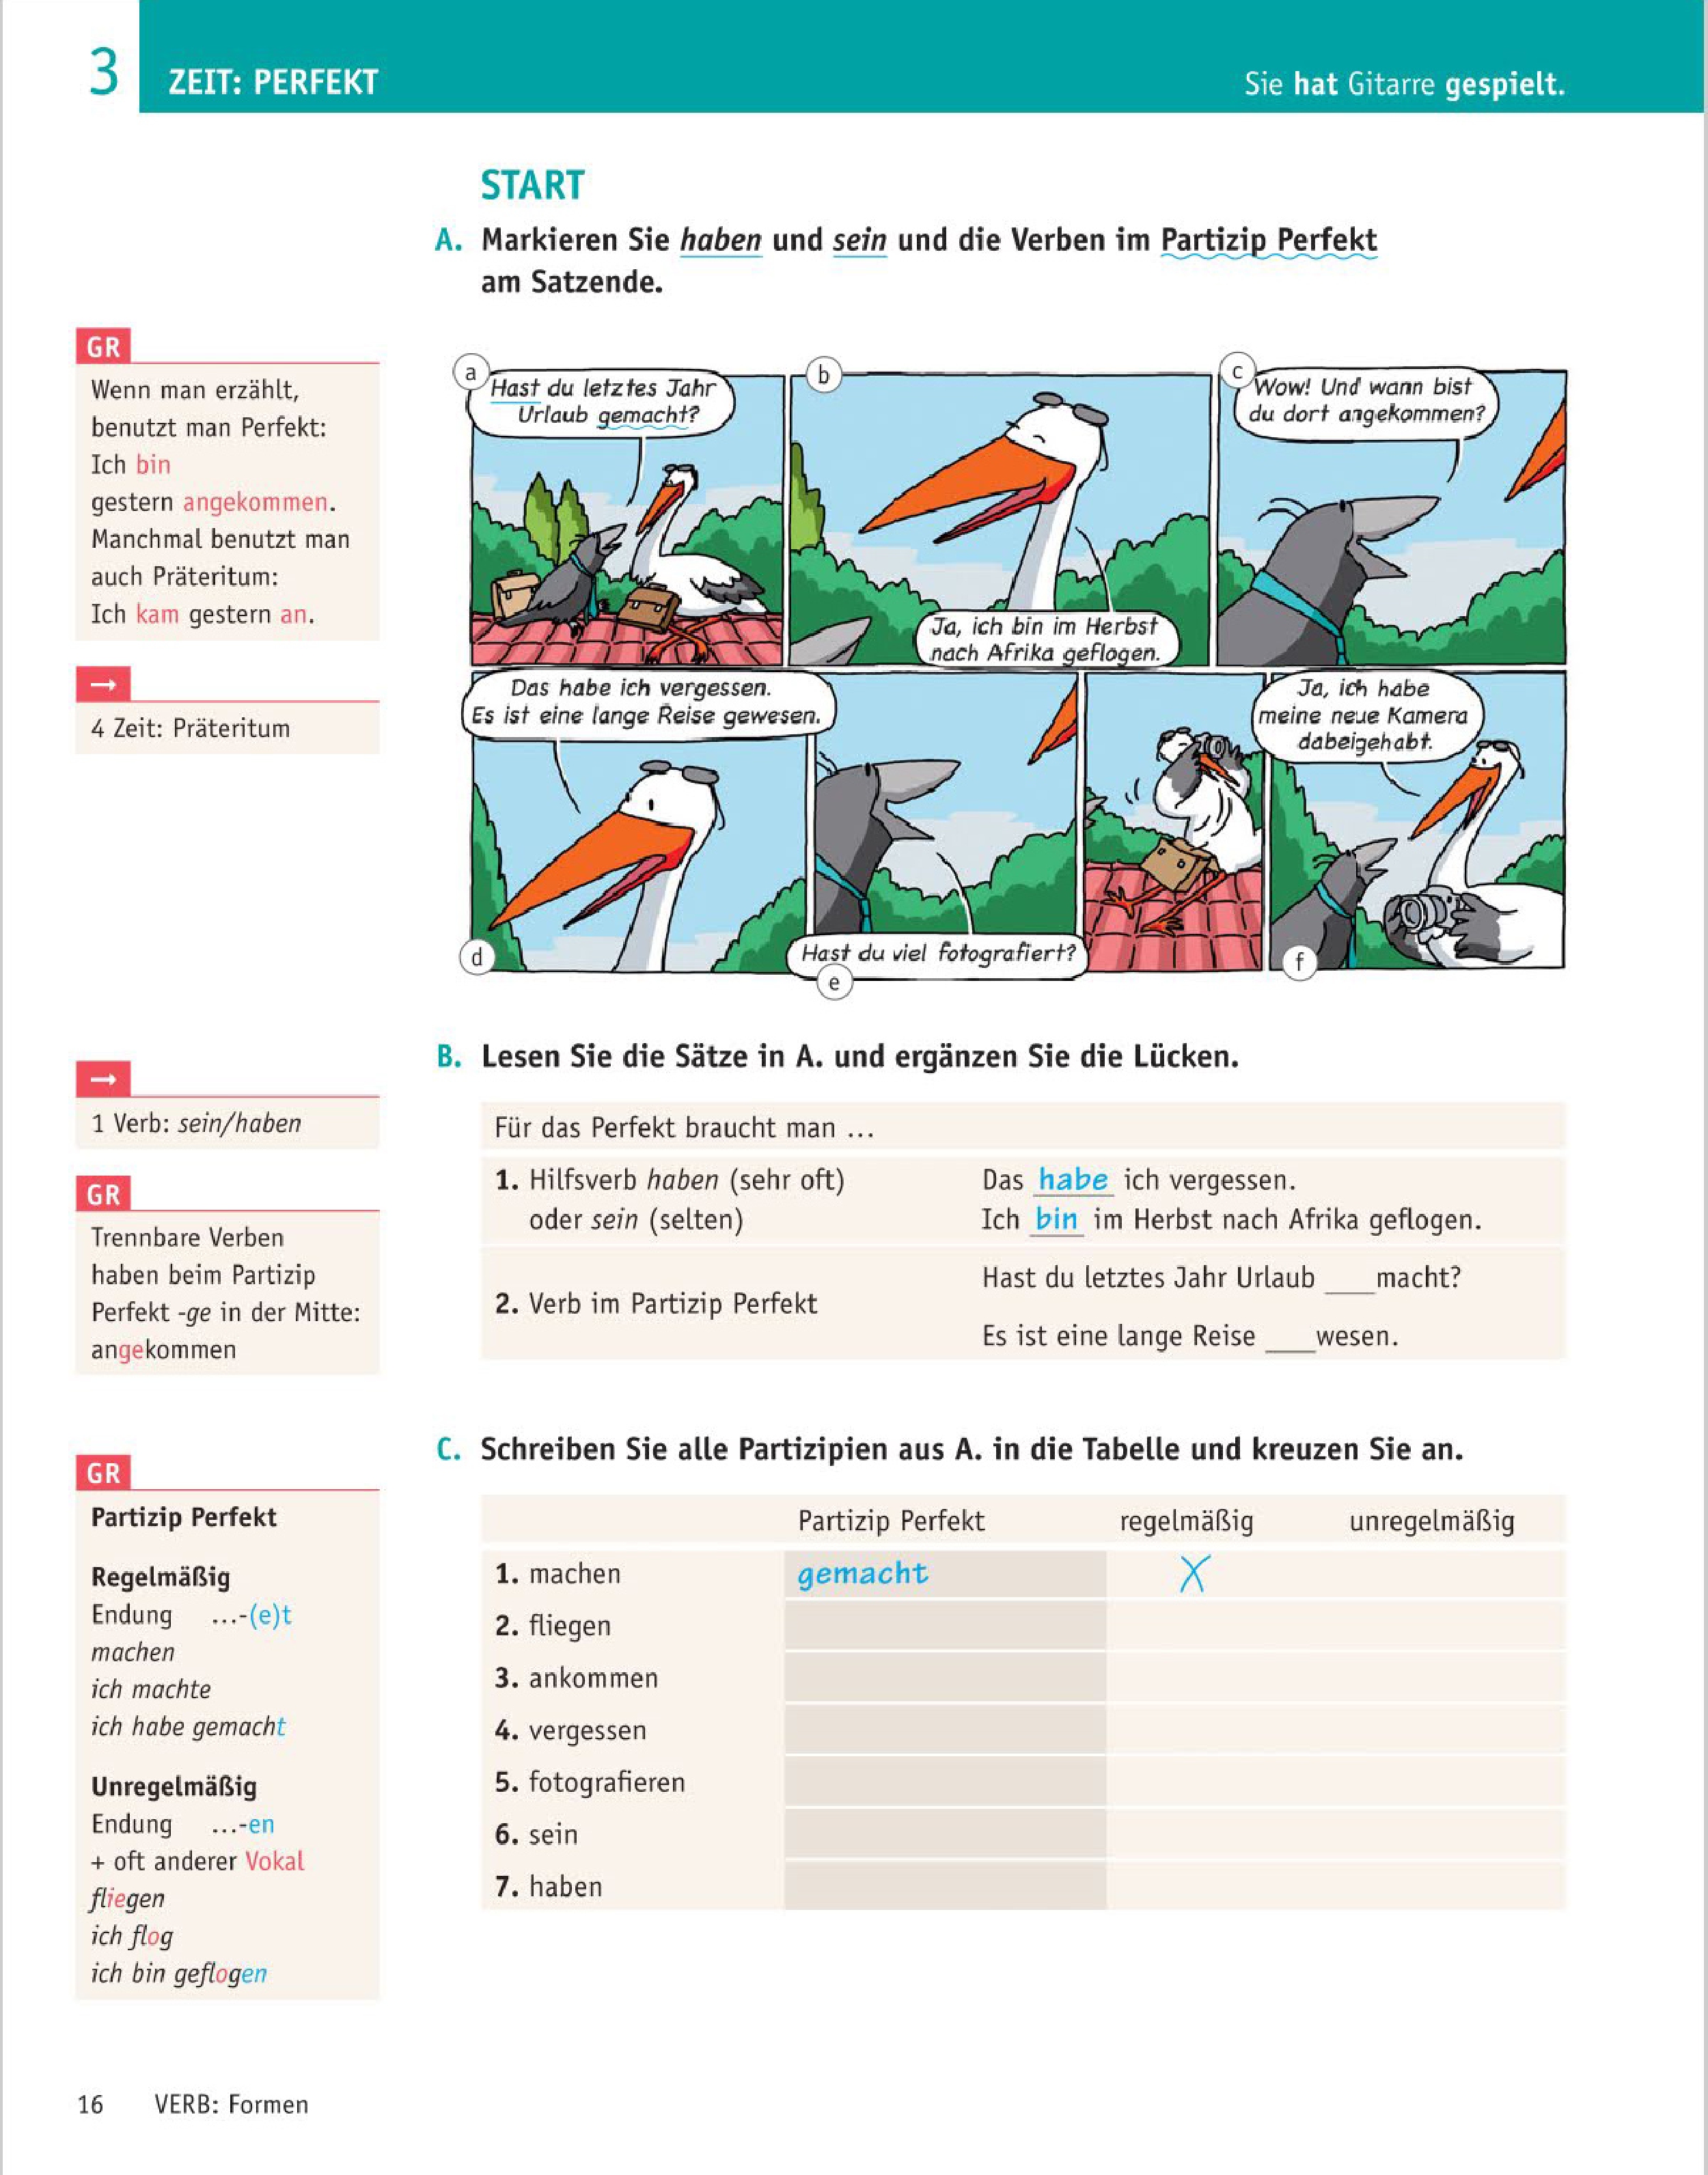 3
ZEIT: PERFEKT
Sie hat Gitarre gespielt.
START
A. Markieren Sie haben und sein und die Verben im Partizip Perfekt
am Satzende.
GR
Wenn man erzählt,
benutzt man Perfekt:
Ich bin
gestern angekommen.
Manchmal benutzt man
auch Präteritum:
Ich kam gestern an.
→
4 Zeit: Präteritum
a
Hast du letztes Jahr
Urlaub gemacht?
b
Ja, ich bin im Herbst
nach Afrika geflogen.
c
Wow! Und wann bist
du dort angekommen?
Das habe ich vergessen.
Es ist eine lange Reise gewesen.
d
Hast du viel fotografiert?
e
Ja, ich habe
meine neue Kamera
dabeigehabt.
f
→
1 Verb: sein/haben
GR
Trennbare Verben
haben beim Partizip
Perfekt -ge in der Mitte:
angekommen
B. Lesen Sie die Sätze in A. und ergänzen Sie die Lücken.
Für das Perfekt braucht man ...
1. Hilfsverb haben (sehr oft)
oder sein (selten)
Das habe ich vergessen.
Ich bin im Herbst nach Afrika geflogen.
2. Verb im Partizip Perfekt
Hast du letztes Jahr Urlaub ___macht?
Es ist eine lange Reise ___wesen.
GR
Partizip Perfekt
Regelmäßig
Endung ...-(e)t
machen
ich machte
ich habe gemacht
Unregelmäßig
Endung ...-en
+ oft anderer Vokal
fliegen
ich flog
ich bin geflogen
C. Schreiben Sie alle Partizipien aus A. in die Tabelle und kreuzen Sie an.
Partizip Perfekt regelmäßig unregelmäßig
1. machen gemacht X
2. fliegen
3. ankommen
4. vergessen
5. fotografieren
6. sein
7. haben
16 VERB: Formen